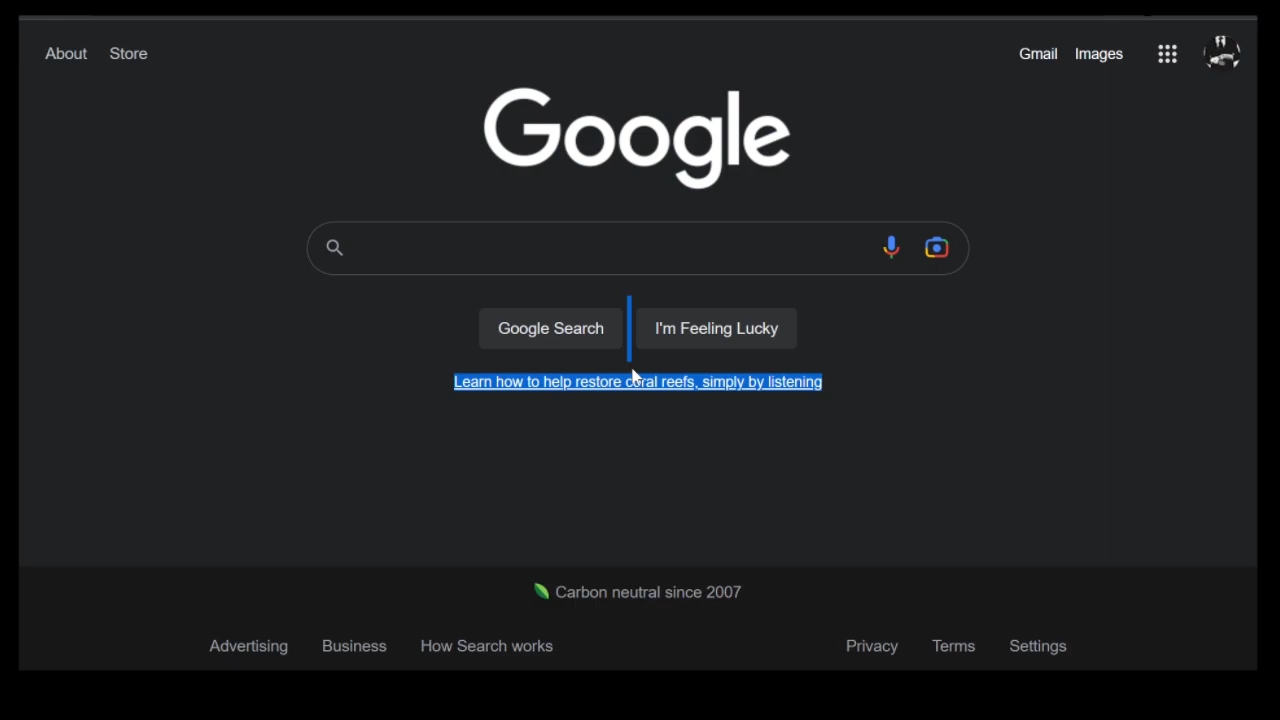 About Store Gmail Images
Google
Google Search I'm Feeling Lucky
Learn how to help restore coral reefs, simply by listening
Carbon neutral since 2007
Advertising Business How Search works Privacy Terms Settings